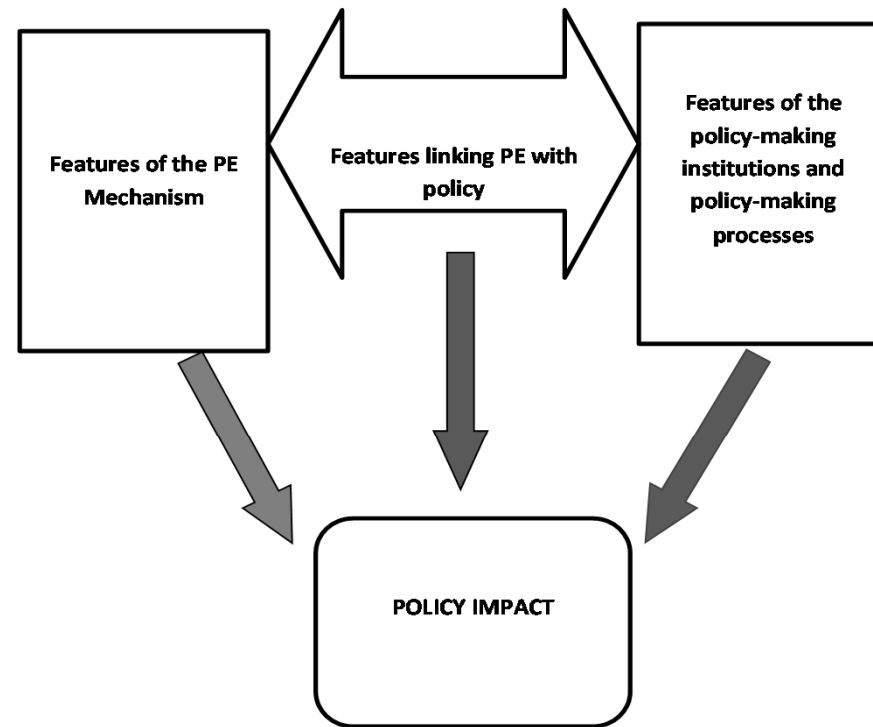 Features of the PE
Mechanism
Features linking PE with
policy
Features of the
policy-making
institutions and
policy-making
processes
POLICY IMPACT